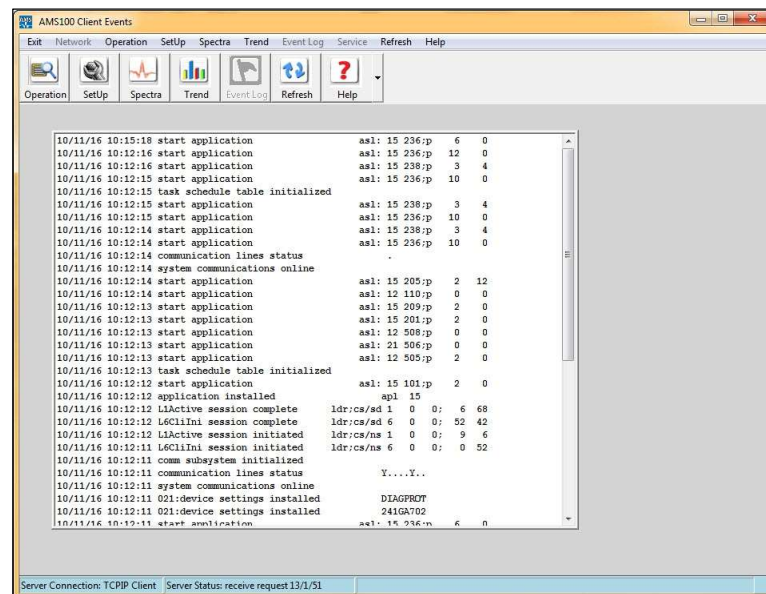 AMS100 Client Events
Exit Network Operation SetUp Spectra Trend Event Log Service Refresh Help
Operation SetUp Spectra Trend Event Log Refresh Help
10/11/16 10:15:18 start application asl: 15 236;p 6 0
10/11/16 10:12:16 start application asl: 15 236;p 12 0
10/11/16 10:12:16 start application asl: 15 238;p 3 4
10/11/16 10:12:15 start application asl: 15 236;p 10 0
10/11/16 10:12:15 task schedule table initialized
10/11/16 10:12:15 start application asl: 15 238;p 3 4
10/11/16 10:12:15 start application asl: 15 236;p 10 0
10/11/16 10:12:14 start application asl: 15 238;p 3 4
10/11/16 10:12:14 start application asl: 15 236;p 10 0
10/11/16 10:12:14 communication lines status .
10/11/16 10:12:14 system communications online
10/11/16 10:12:14 start application asl: 15 205;p 2 12
10/11/16 10:12:14 start application asl: 12 110;p 0 0
10/11/16 10:12:13 start application asl: 15 209;p 2 0
10/11/16 10:12:13 start application asl: 15 201;p 2 0
10/11/16 10:12:13 start application asl: 12 508;p 0 0
10/11/16 10:12:13 start application asl: 21 506;p 0 0
10/11/16 10:12:13 start application asl: 12 505;p 2 0
10/11/16 10:12:13 task schedule table initialized
10/11/16 10:12:12 start application asl: 15 101;p 2 0
10/11/16 10:12:12 application installed apl 15
10/11/16 10:12:12 L1Active session complete ldr;cs/sd 1 0 0; 6 68
10/11/16 10:12:12 L6CliIni session complete ldr;cs/sd 6 0 0; 52 42
10/11/16 10:12:12 L1Active session initiated ldr;cs/ns 1 0 0; 9 6
10/11/16 10:12:11 L6CliIni session initiated ldr;cs/ns 6 0 0; 0 52
10/11/16 10:12:11 comm subsystem initialized
10/11/16 10:12:11 communication lines status Y....Y..
10/11/16 10:12:11 system communications online
10/11/16 10:12:11 021:device settings installed DIAGPROT
10/11/16 10:12:11 021:device settings installed 241GA702
10/11/16 10:12:11 start application asl: 15 236;p 6 0
Server Connection: TCPIP Client Server Status: receive request 13/1/51